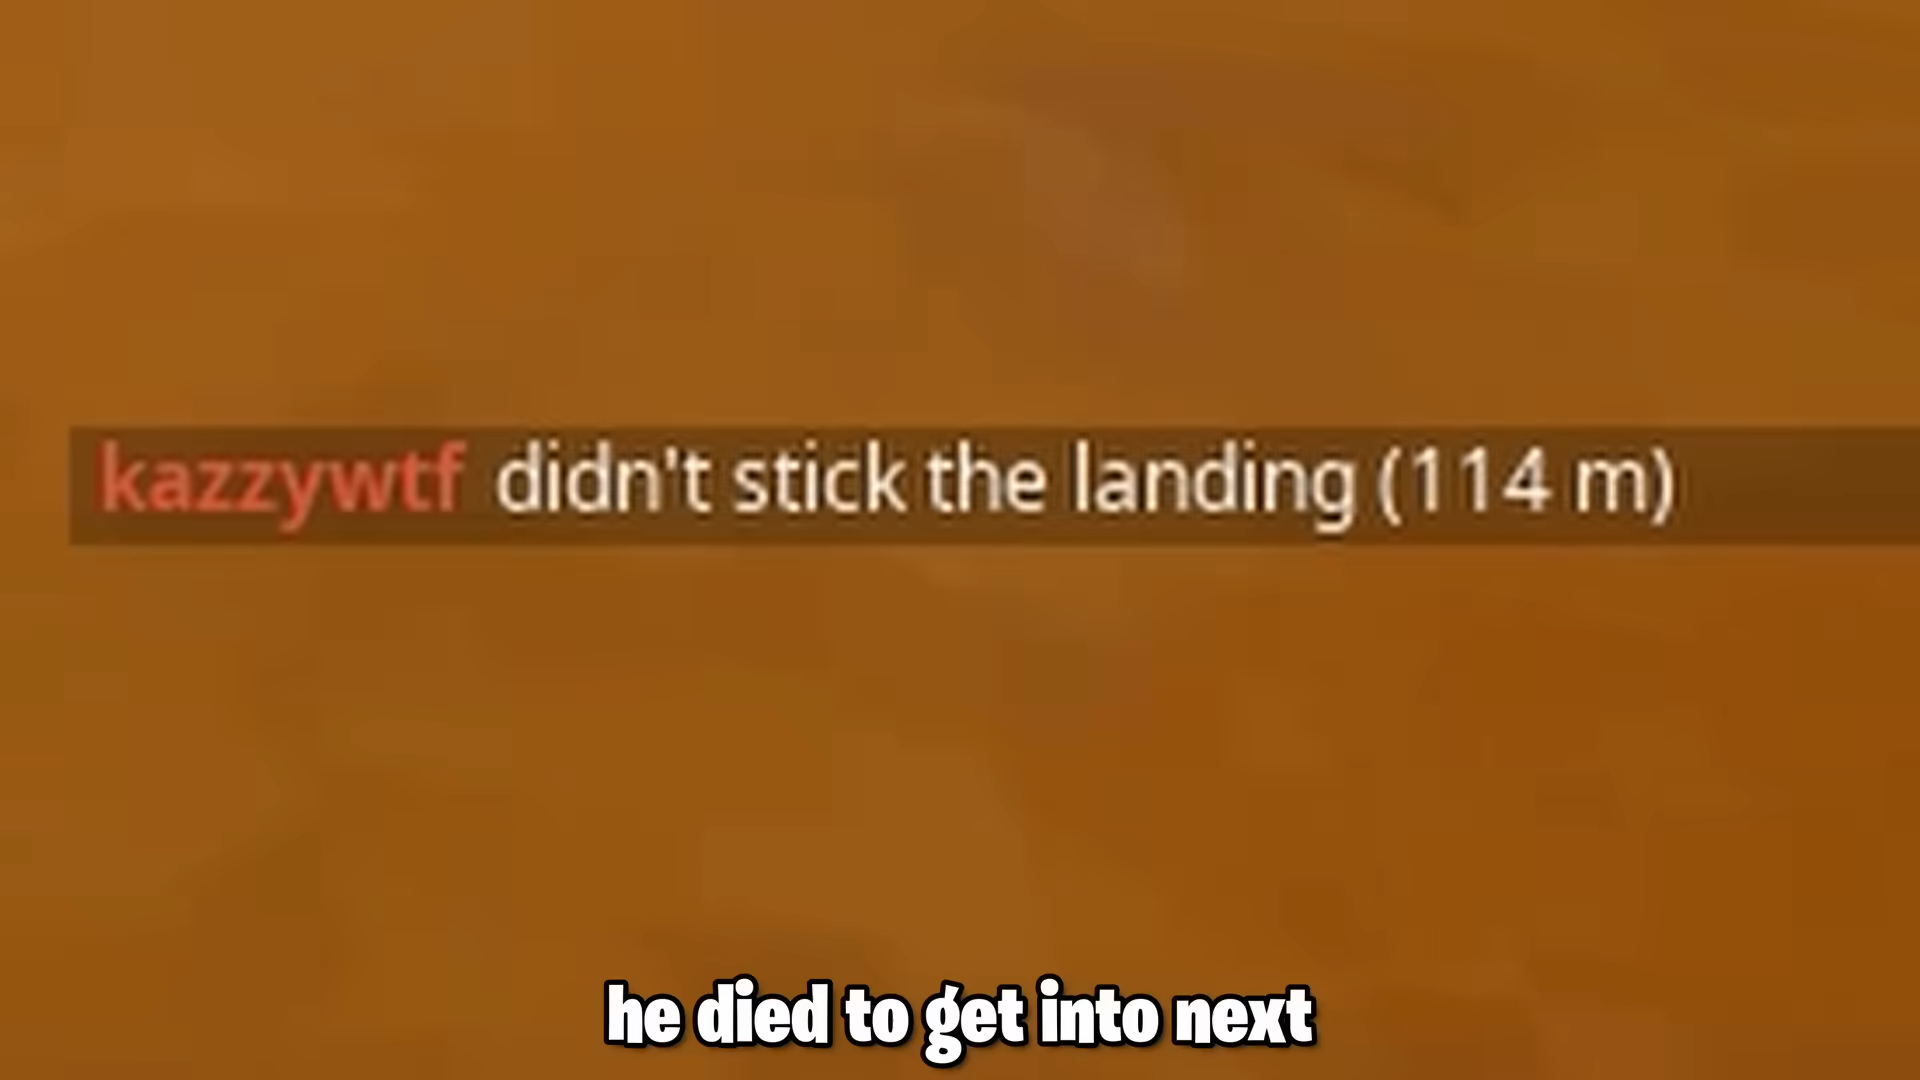 kazzywtf didn't stick the landing (114 m)
he died to get into next